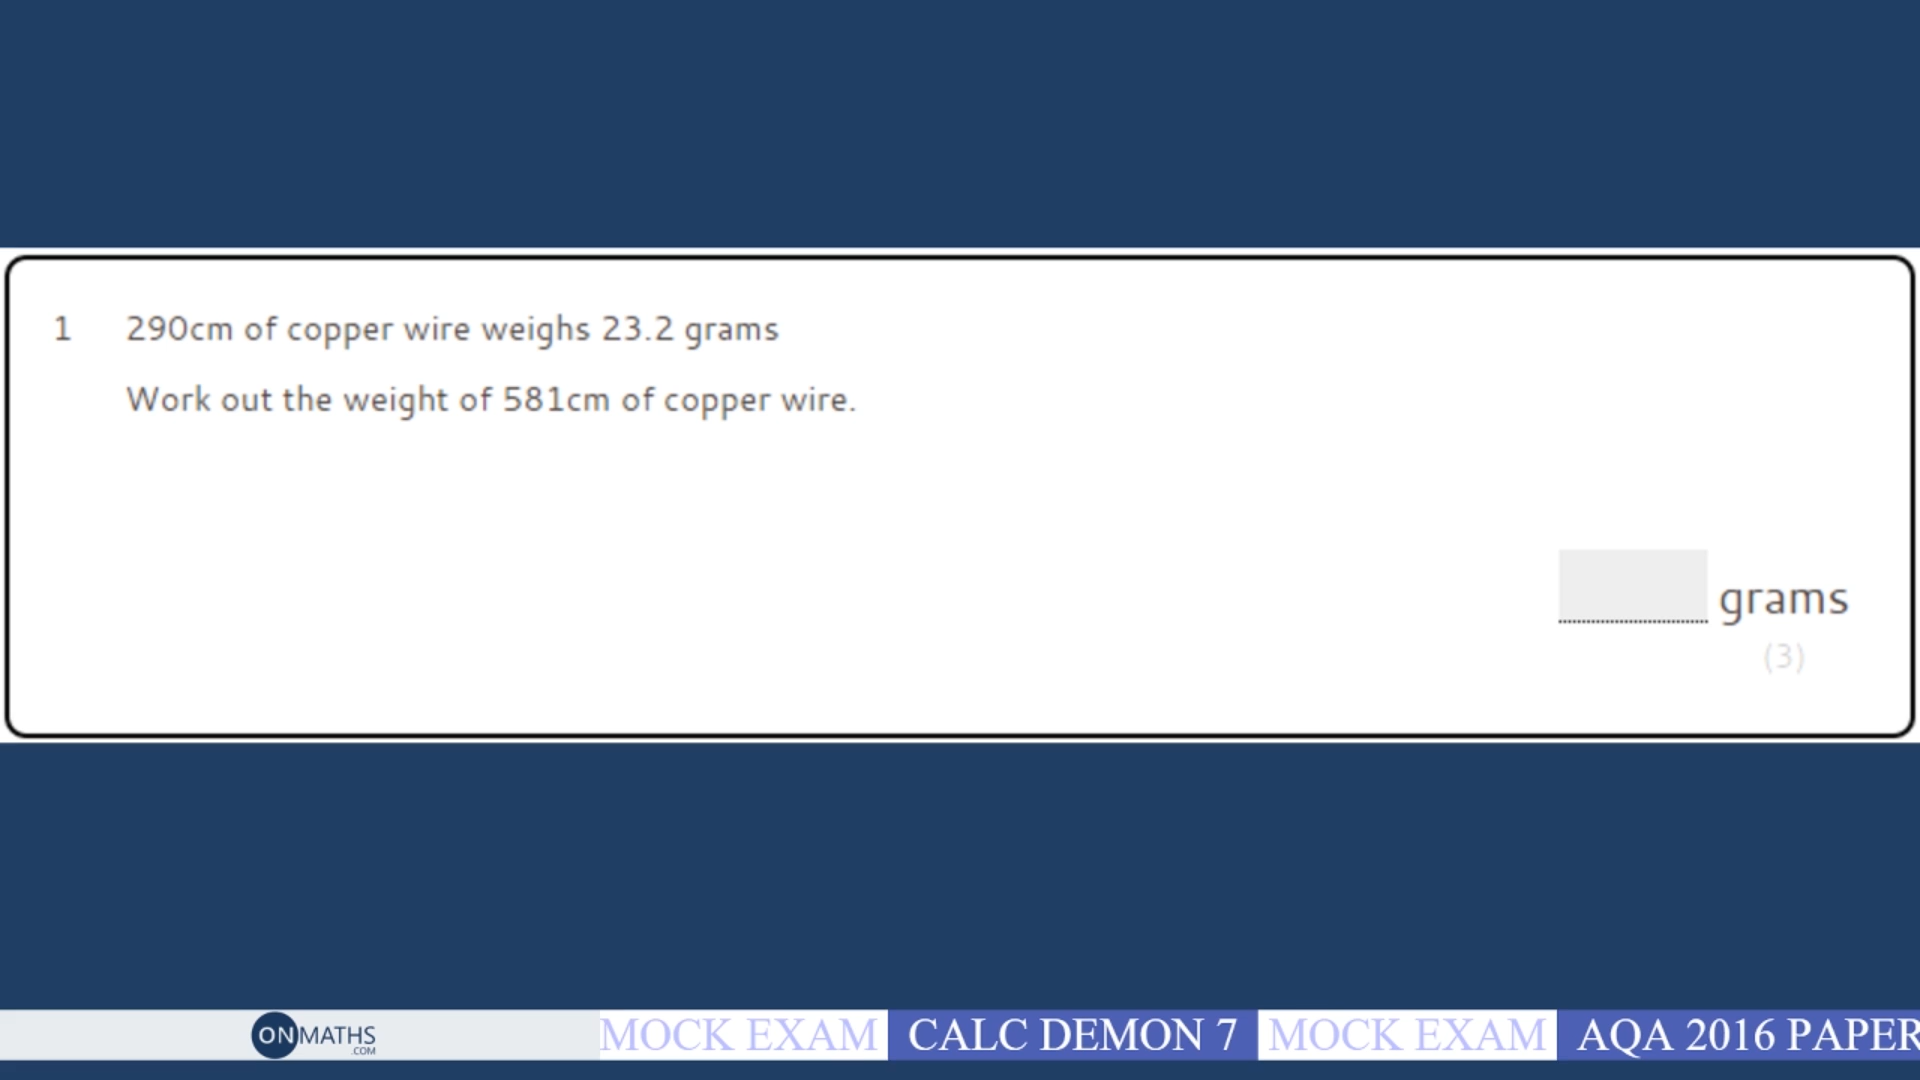 1 290cm of copper wire weighs 23.2 grams
Work out the weight of 581cm of copper wire.
grams
(3)
ONMATHS
.COM
MOCK EXAM CALC DEMON 7 MOCK EXAM AQA 2016 PAPER